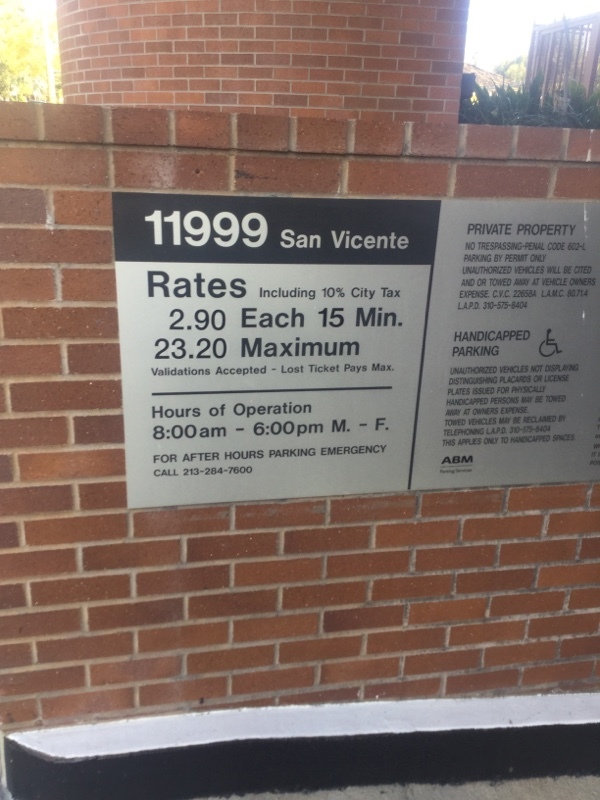 11999 San Vicente
Rates Including 10% City Tax
2.90 Each 15 Min.
23.20 Maximum
Validations Accepted - Lost Ticket Pays Max.
Hours of Operation
8:00am - 6:00pm M. - F.
FOR AFTER HOURS PARKING EMERGENCY
CALL 213-284-7600
PRIVATE PROPERTY
NO TRESPASSING-PENAL CODE 602-L
PARKING BY PERMIT ONLY
UNAUTHORIZED VEHICLES WILL BE CITED
AND OR TOWED AWAY AT VEHICLE OWNERS
EXPENSE. C.V.C. 22658A L.A.M.C. 80.71.4
L.A.P.D. 310-575-8404
HANDICAPPED
PARKING
UNAUTHORIZED VEHICLES NOT DISPLAYING
DISTINGUISHING PLACARDS OR LICENSE
PLATES ISSUED FOR PHYSICALLY
HANDICAPPED PERSONS MAY BE TOWED
AWAY AT OWNERS EXPENSE.
TOWED VEHICLES MAY BE RECLAIMED BY
TELEPHONING L.A.P.D. 310-575-8404
THIS APPLIES ONLY TO HANDICAPPED SPACES.
ABM
Parking Services